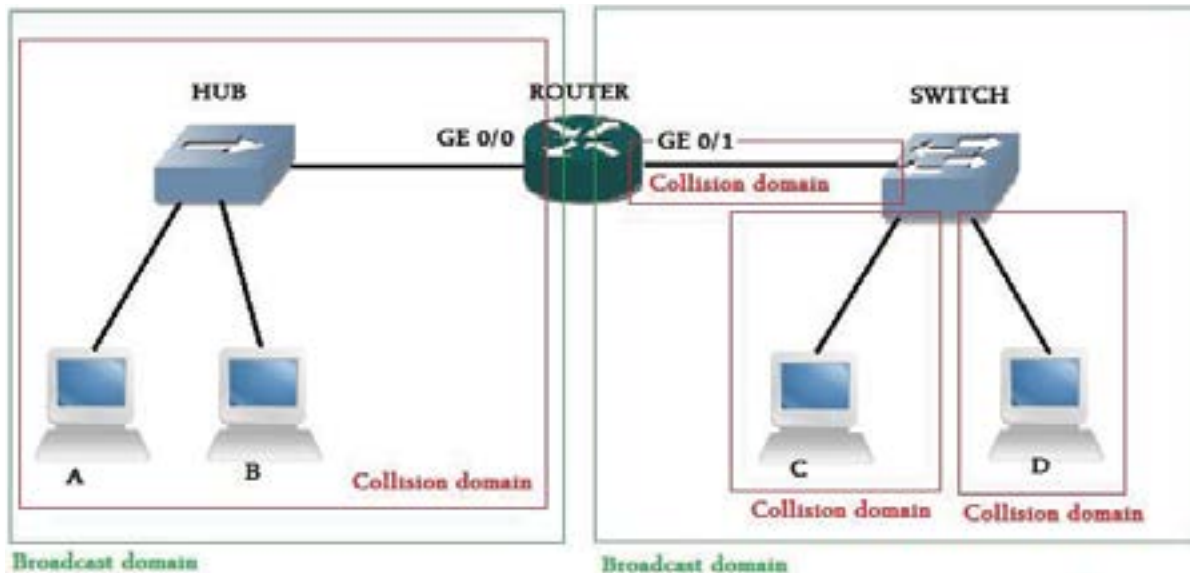 HUB
ROUTER
SWITCH
GE 0/0
GE 0/1
Collision domain
A
B
C
D
Collision domain
Collision domain
Collision domain
Broadcast domain
Broadcast domain